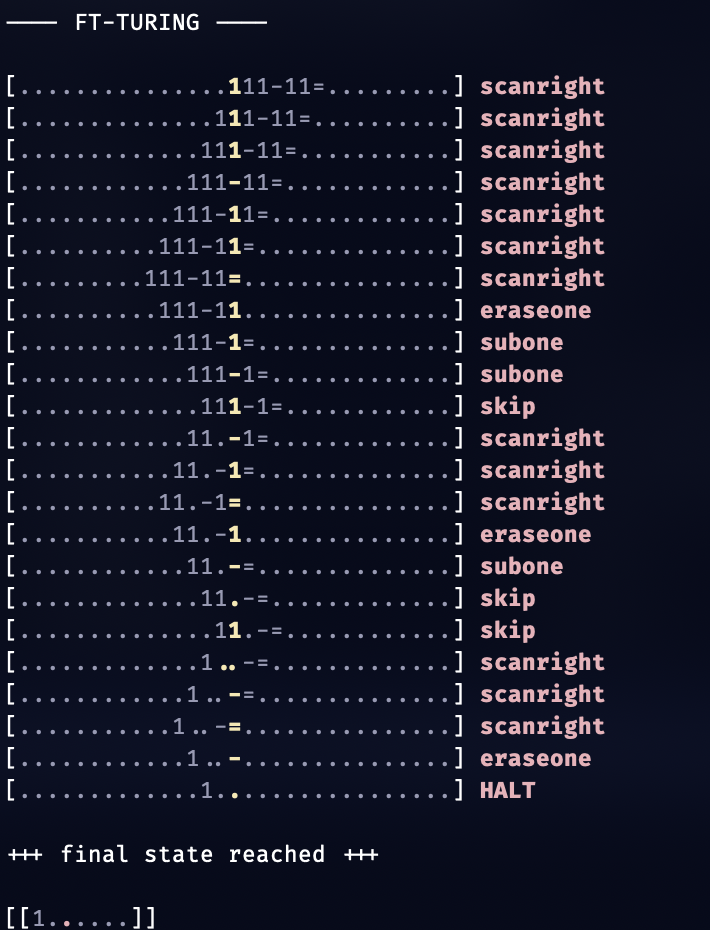 —— FT-TURING ——
[...............111-11=.........] scanright
[..............111-11=..........] scanright
[.............111-11=...........] scanright
[............111-11=............] scanright
[...........111-11=.............] scanright
[..........111-11=..............] scanright
[.........111-11=...............] scanright
[..........111-11...............] eraseone
[...........111-1=..............] subone
[............111-1=.............] subone
[.............111-1=............] skip
[............11.-1=.............] scanright
[...........11.-1=..............] scanright
[..........11.-1=...............] scanright
[...........11.-1...............] eraseone
[............11.-=..............] subone
[.............11.-=.............] skip
[..............11.-=............] skip
[.............1..-=.............] scanright
[............1..-=..............] scanright
[...........1..-=...............] scanright
[............1..-...............] eraseone
[.............1.................] HALT
+++ final state reached +++
[[1......]]